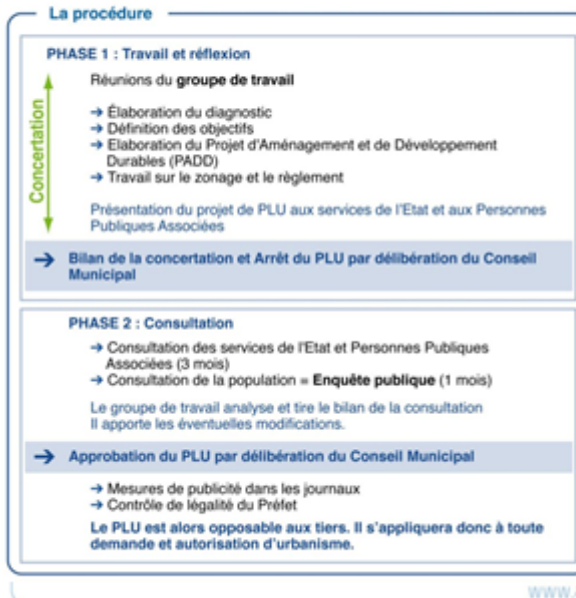 La procédure
PHASE 1 : Travail et réflexion
Concertation
Réunions du groupe de travail
➔ Élaboration du diagnostic
➔ Définition des objectifs
➔ Elaboration du Projet d'Aménagement et de Développement
Durables (PADD)
➔ Travail sur le zonage et le règlement
Présentation du projet de PLU aux services de l'Etat et aux Personnes
Publiques Associées
➔ Bilan de la concertation et Arrêt du PLU par délibération du Conseil
Municipal
PHASE 2 : Consultation
➔ Consultation des services de l'Etat et Personnes Publiques
Associées (3 mois)
➔ Consultation de la population = Enquête publique (1 mois)
Le groupe de travail analyse et tire le bilan de la consultation
Il apporte les éventuelles modifications.
➔ Approbation du PLU par délibération du Conseil Municipal
➔ Mesures de publicité dans les journaux
➔ Contrôle de légalité du Préfet
Le PLU est alors opposable aux tiers. Il s'appliquera donc à toute
demande et autorisation d'urbanisme.
www.